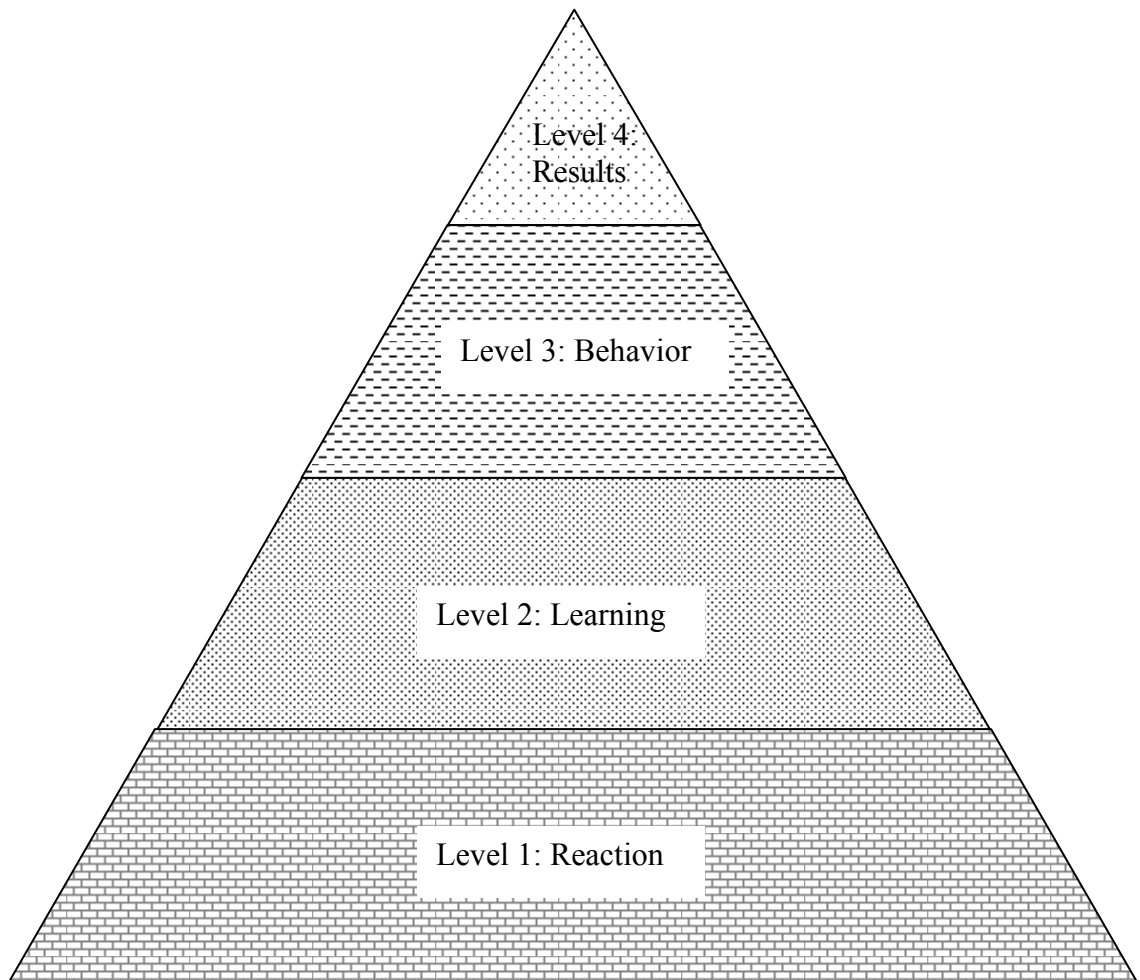 Level 4:
Results
Level 3: Behavior
Level 2: Learning
Level 1: Reaction